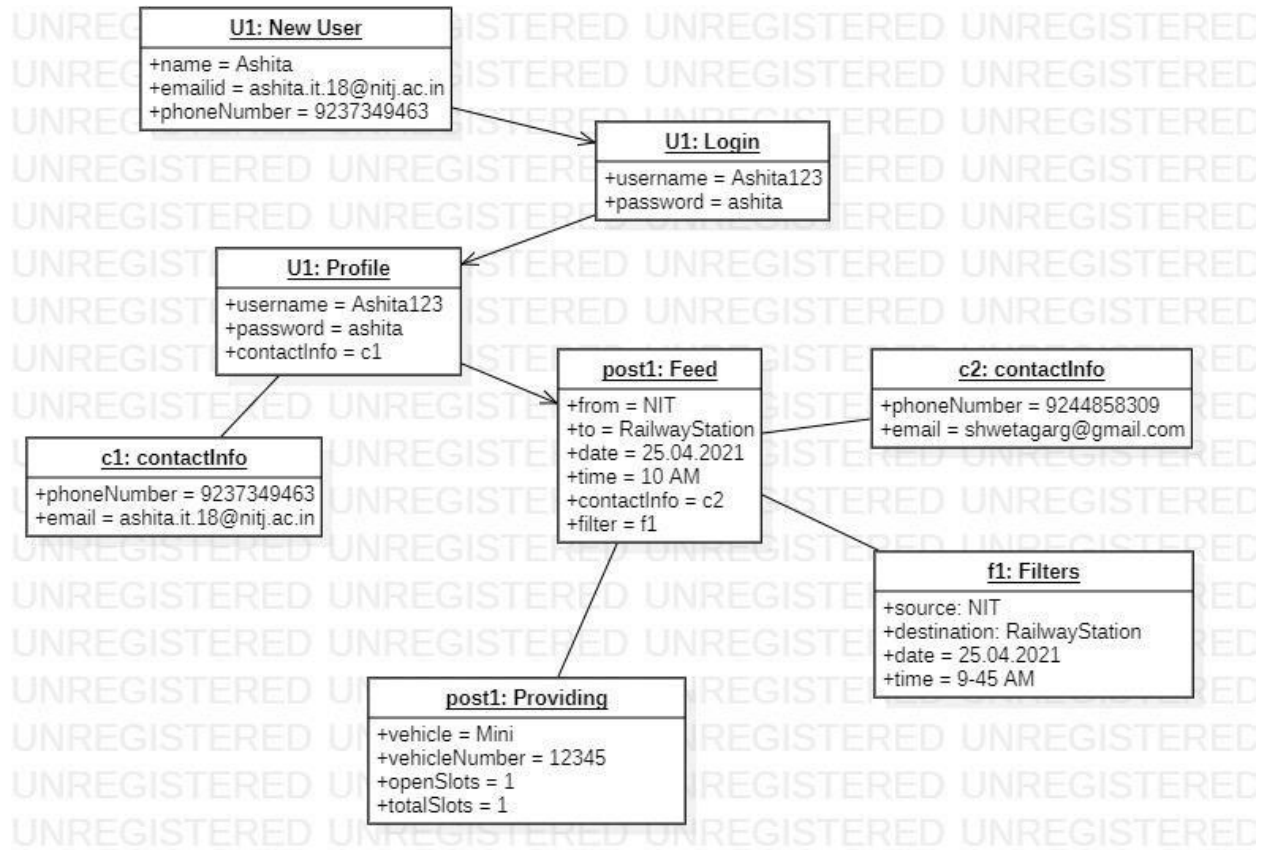 U1: New User
+name = Ashita
+emailid = ashita.it.18@nitj.ac.in
+phoneNumber = 9237349463
U1: Login
+username = Ashita123
+password = ashita
U1: Profile
+username = Ashita123
+password = ashita
+contactInfo = c1
post1: Feed
+from = NIT
+to = RailwayStation
+date = 25.04.2021
+time = 10 AM
+contactInfo = c2
+filter = f1
c2: contactInfo
+phoneNumber = 9244858309
+email = shwetagarg@gmail.com
c1: contactInfo
+phoneNumber = 9237349463
+email = ashita.it.18@nitj.ac.in
f1: Filters
+source: NIT
+destination: RailwayStation
+date = 25.04.2021
+time = 9-45 AM
post1: Providing
+vehicle = Mini
+vehicleNumber = 12345
+openSlots = 1
+totalSlots = 1
UNREGISTERED